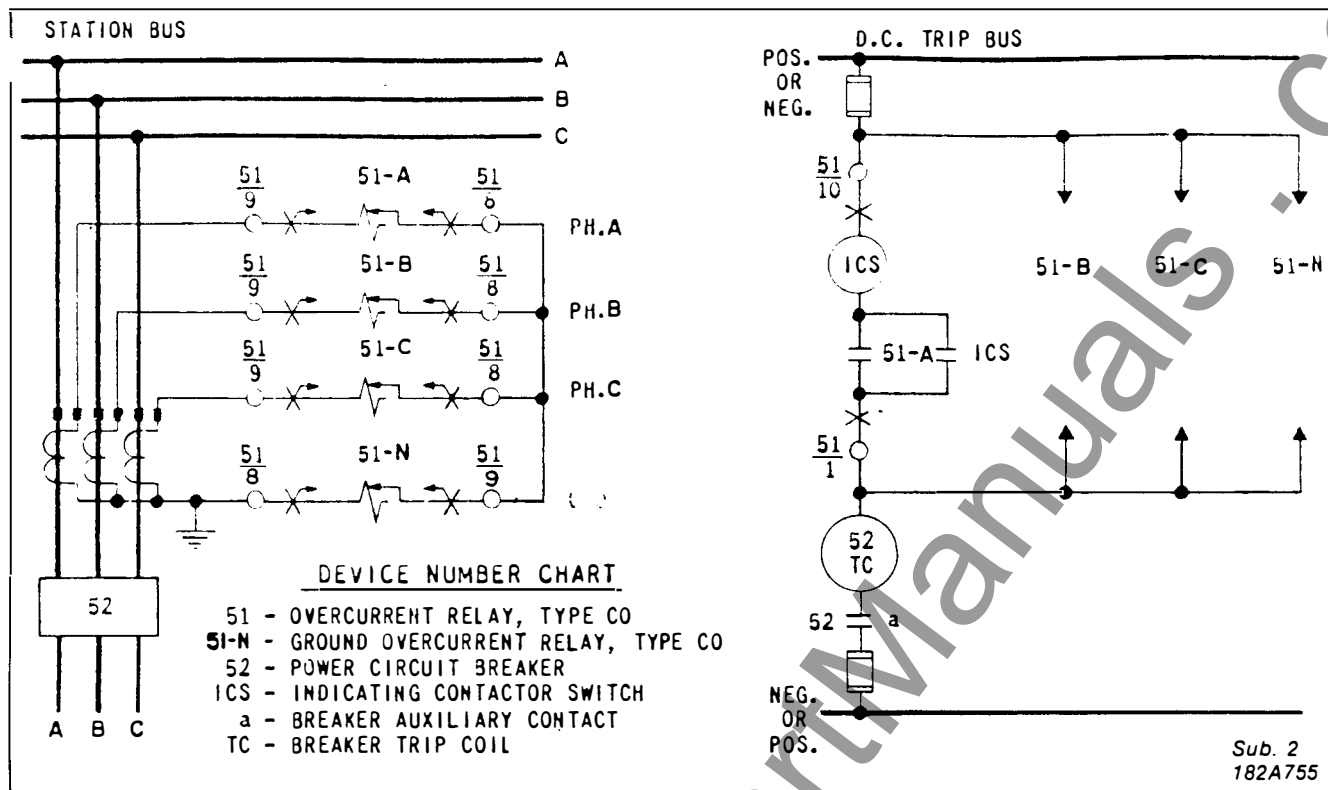 STATION BUS
A
B
C
51
9
51-A
51
8
PH.A
51
9
51-B
51
8
PH.B
51
9
51-C
51
8
PH.C
51
8
51-N
51
9
52
A B C
DEVICE NUMBER CHART
51 - OVERCURRENT RELAY, TYPE CO
51-N - GROUND OVERCURRENT RELAY, TYPE CO
52 - POWER CIRCUIT BREAKER
ICS - INDICATING CONTACTOR SWITCH
a - BREAKER AUXILIARY CONTACT
TC - BREAKER TRIP COIL
D.C. TRIP BUS
POS.
OR
NEG.
51
10
ICS
51-B
51-C
51-N
51-A
ICS
51
1
52
TC
52
a
NEG.
OR
POS.
Sub. 2
182A755